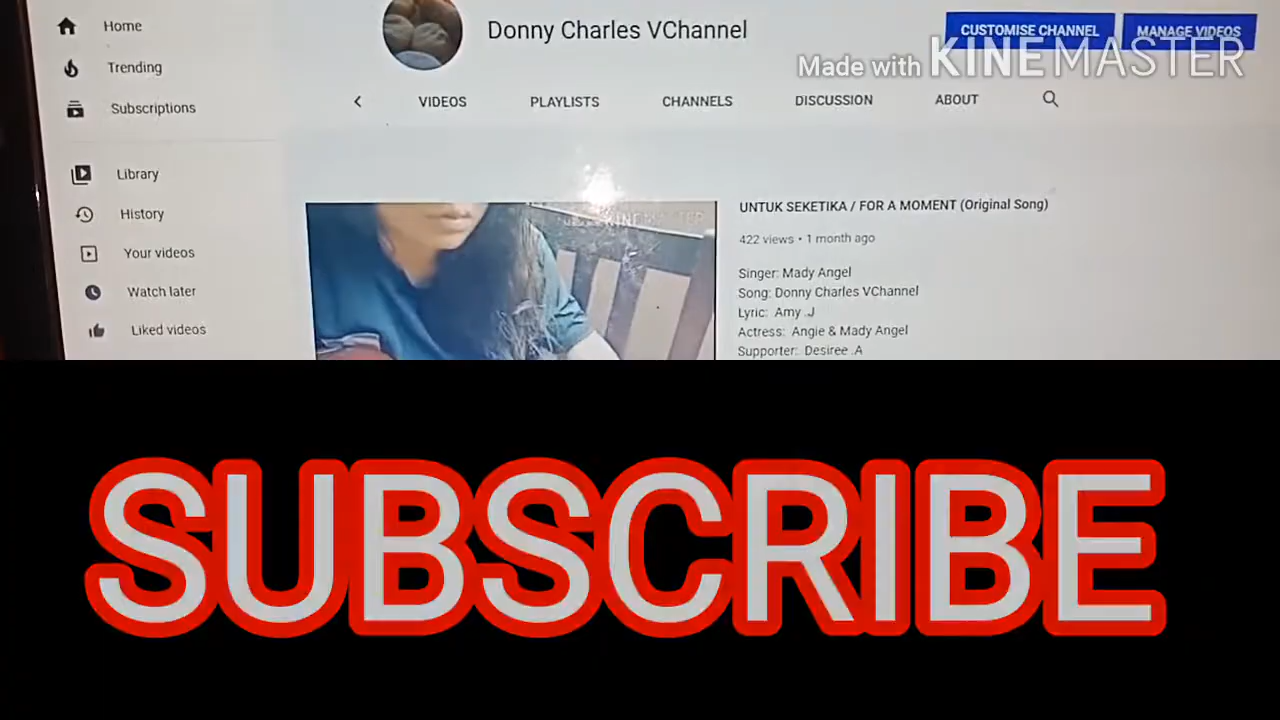 Home
Trending
Subscriptions
Library
History
Your videos
Watch later
Liked videos
Donny Charles VChannel
CUSTOMISE CHANNEL
MANAGE VIDEOS
Made with KINEMASTER
VIDEOS
PLAYLISTS
CHANNELS
DISCUSSION
ABOUT
KINEMASTER
UNTUK SEKETIKA / FOR A MOMENT (Original Song)
422 views • 1 month ago
Singer: Mady Angel
Song: Donny Charles VChannel
Lyric: Amy .J
Actress: Angie & Mady Angel
Supporter: Desiree .A
SUBSCRIBE